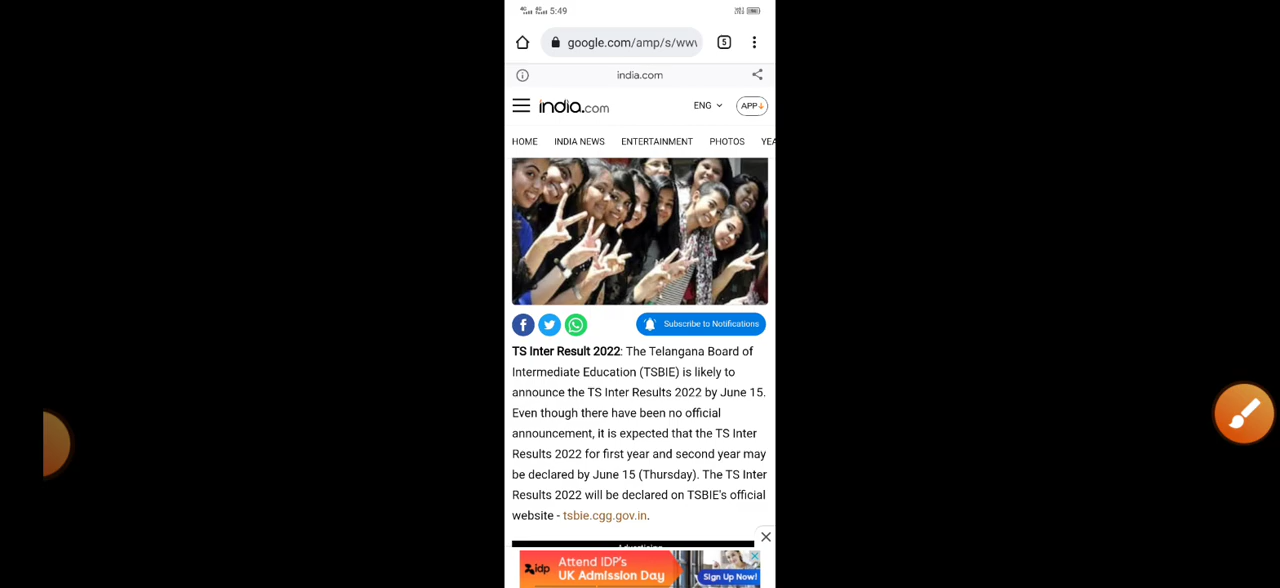 5:49
google.com/amp/s/www
5
india.com
india.com
ENG
APP
HOME INDIA NEWS ENTERTAINMENT PHOTOS YEA
Subscribe to Notifications
TS Inter Result 2022: The Telangana Board of
Intermediate Education (TSBIE) is likely to
announce the TS Inter Results 2022 by June 15.
Even though there have been no official
announcement, it is expected that the TS Inter
Results 2022 for first year and second year may
be declared by June 15 (Thursday). The TS Inter
Results 2022 will be declared on TSBIE's official
website - tsbie.cgg.gov.in.
idp
Attend IDP's
UK Admission Day
Sign Up Now!